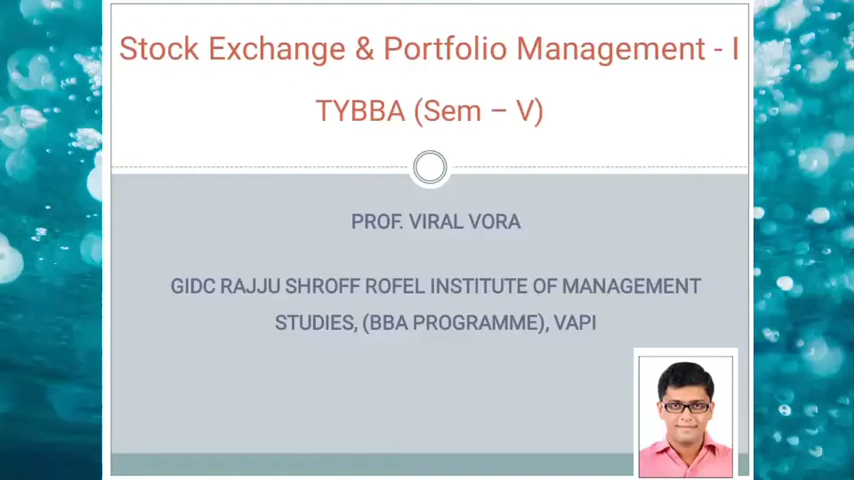 Stock Exchange & Portfolio Management - I
TYBBA (Sem – V)
PROF. VIRAL VORA
GIDC RAJJU SHROFF ROFEL INSTITUTE OF MANAGEMENT
STUDIES, (BBA PROGRAMME), VAPI